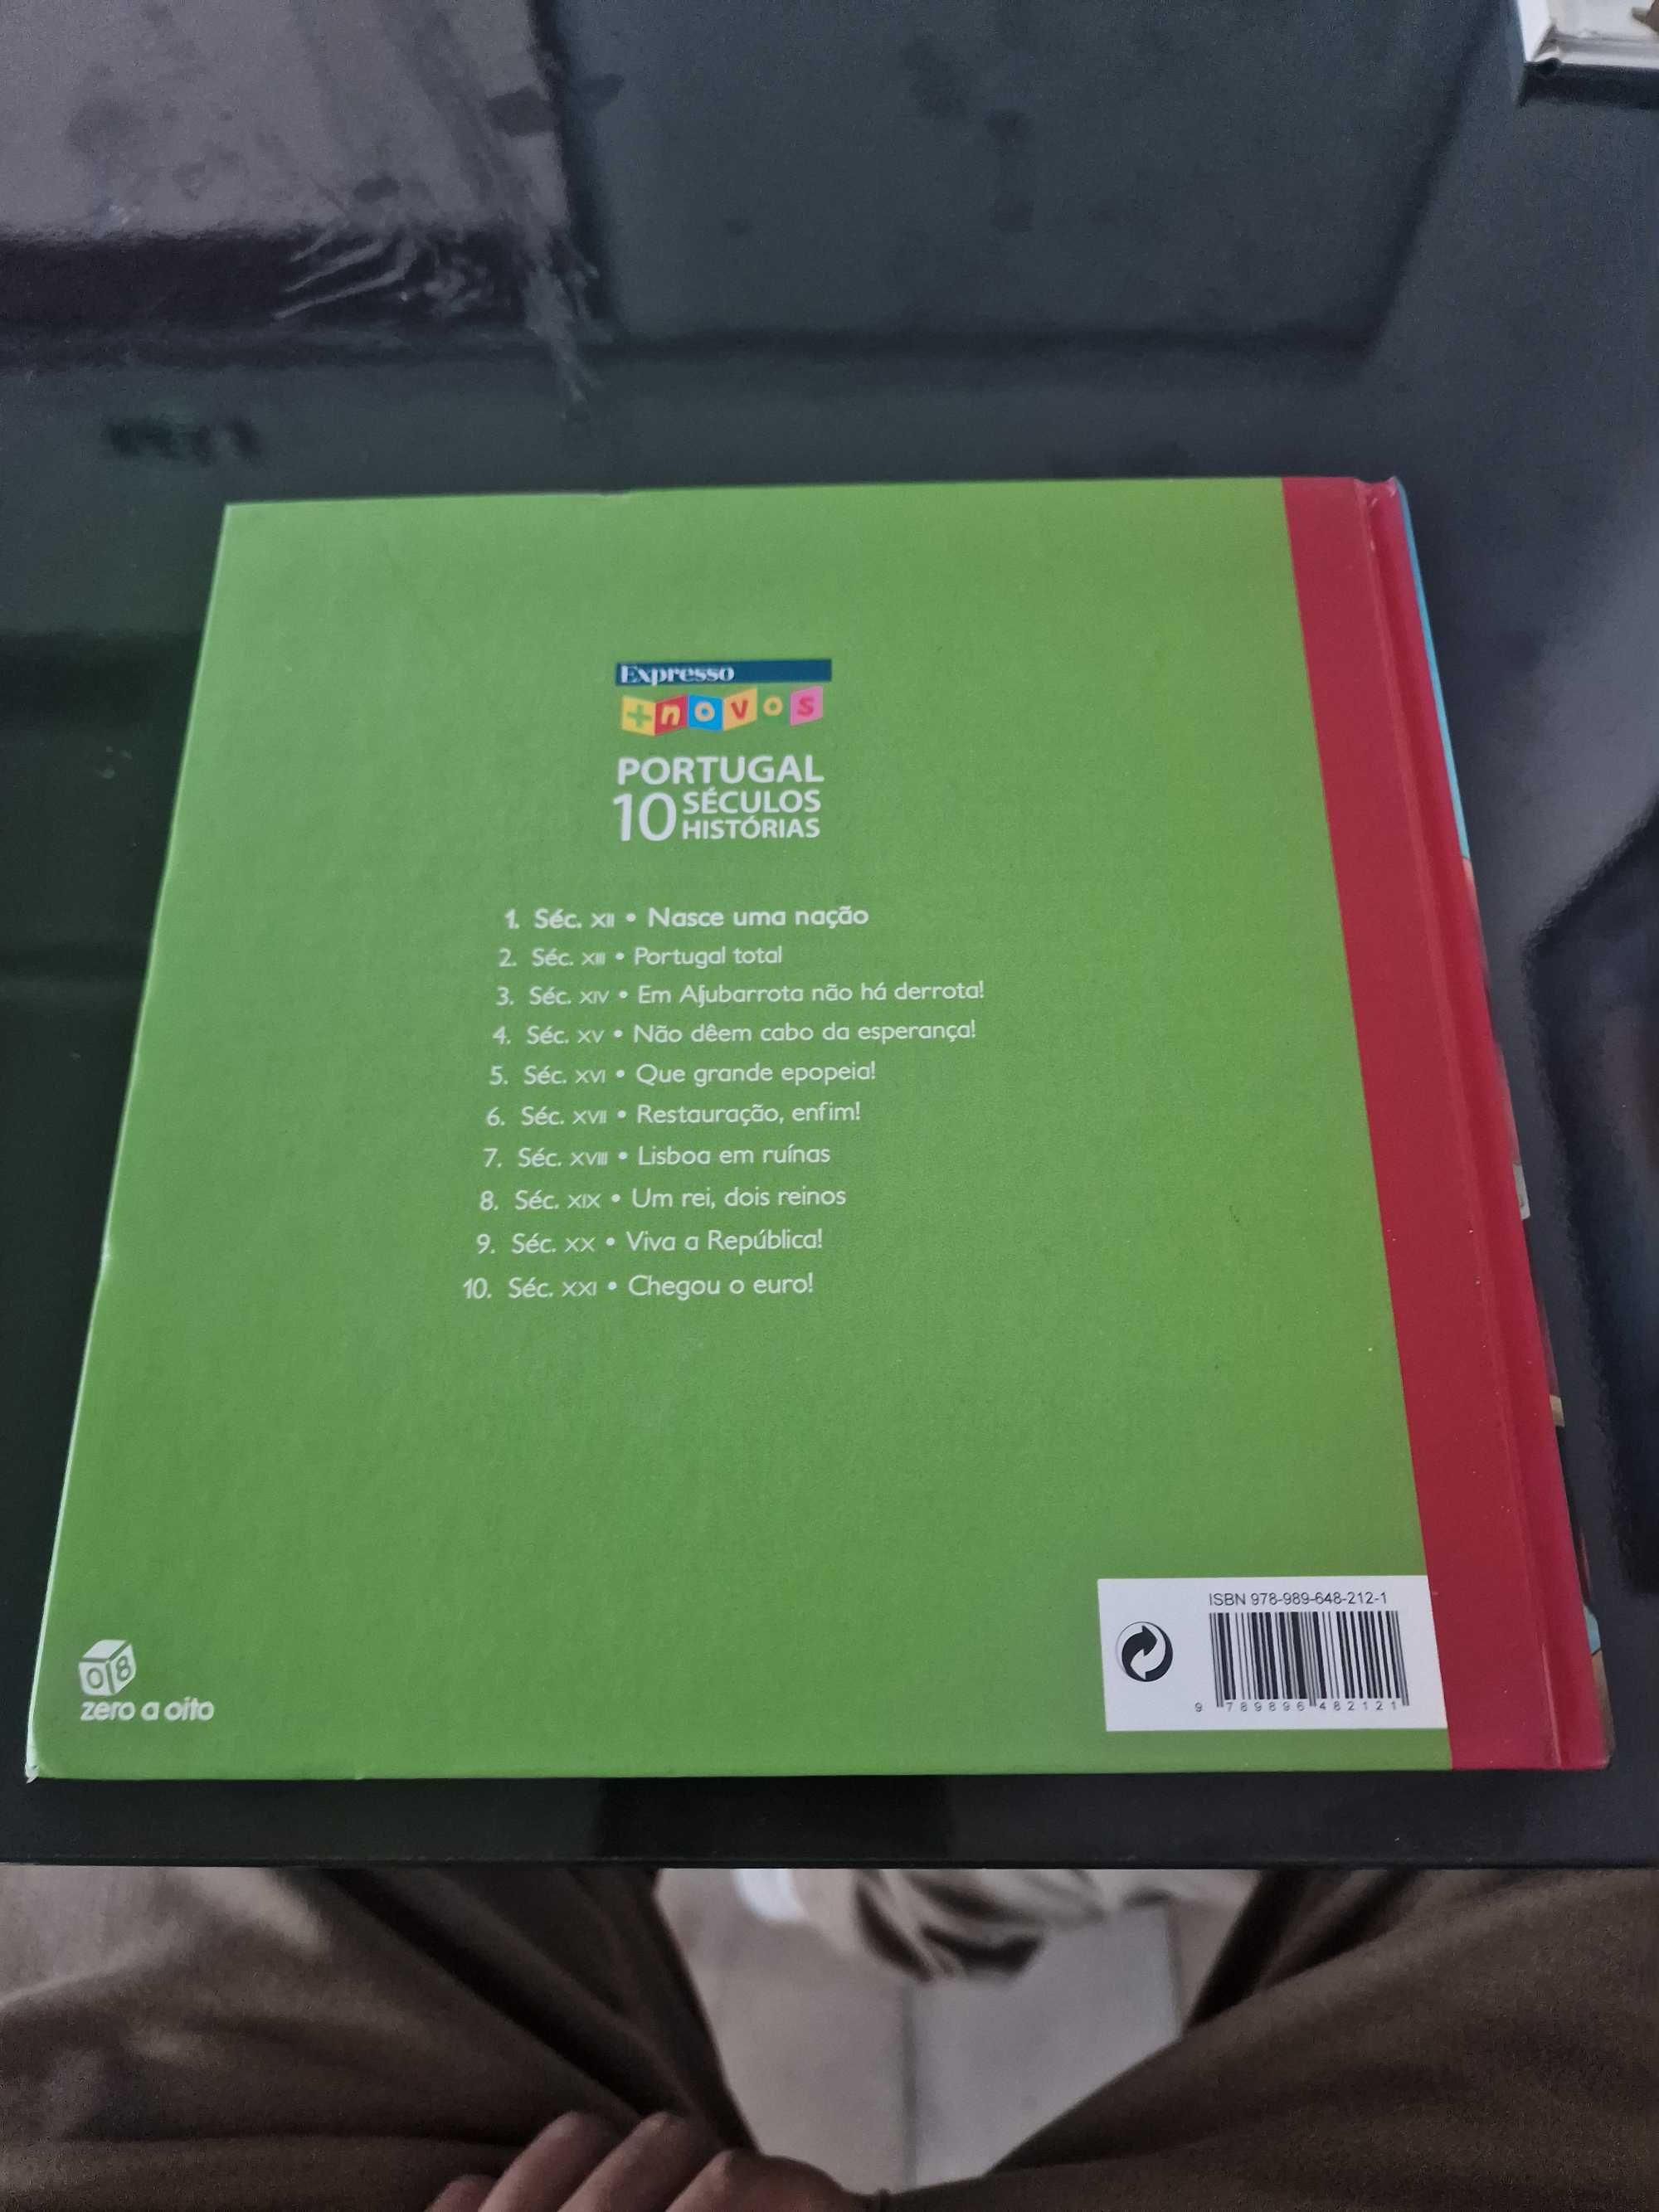 Expresso
+novos
PORTUGAL
10 SÉCULOS
HISTÓRIAS
1. Séc. XII • Nasce uma nação
2. Séc. XIII • Portugal total
3. Séc. XIV • Em Aljubarrota não há derrota!
4. Séc. XV • Não dêem cabo da esperança!
5. Séc. XVI • Que grande epopeia!
6. Séc. XVII • Restauração, enfim!
7. Séc. XVIII • Lisboa em ruínas
8. Séc. XIX • Um rei, dois reinos
9. Séc. XX • Viva a República!
10. Séc. XXI • Chegou o euro!
ISBN 978-989-648-212-1
9 789896 482121
0|8
zero a oito